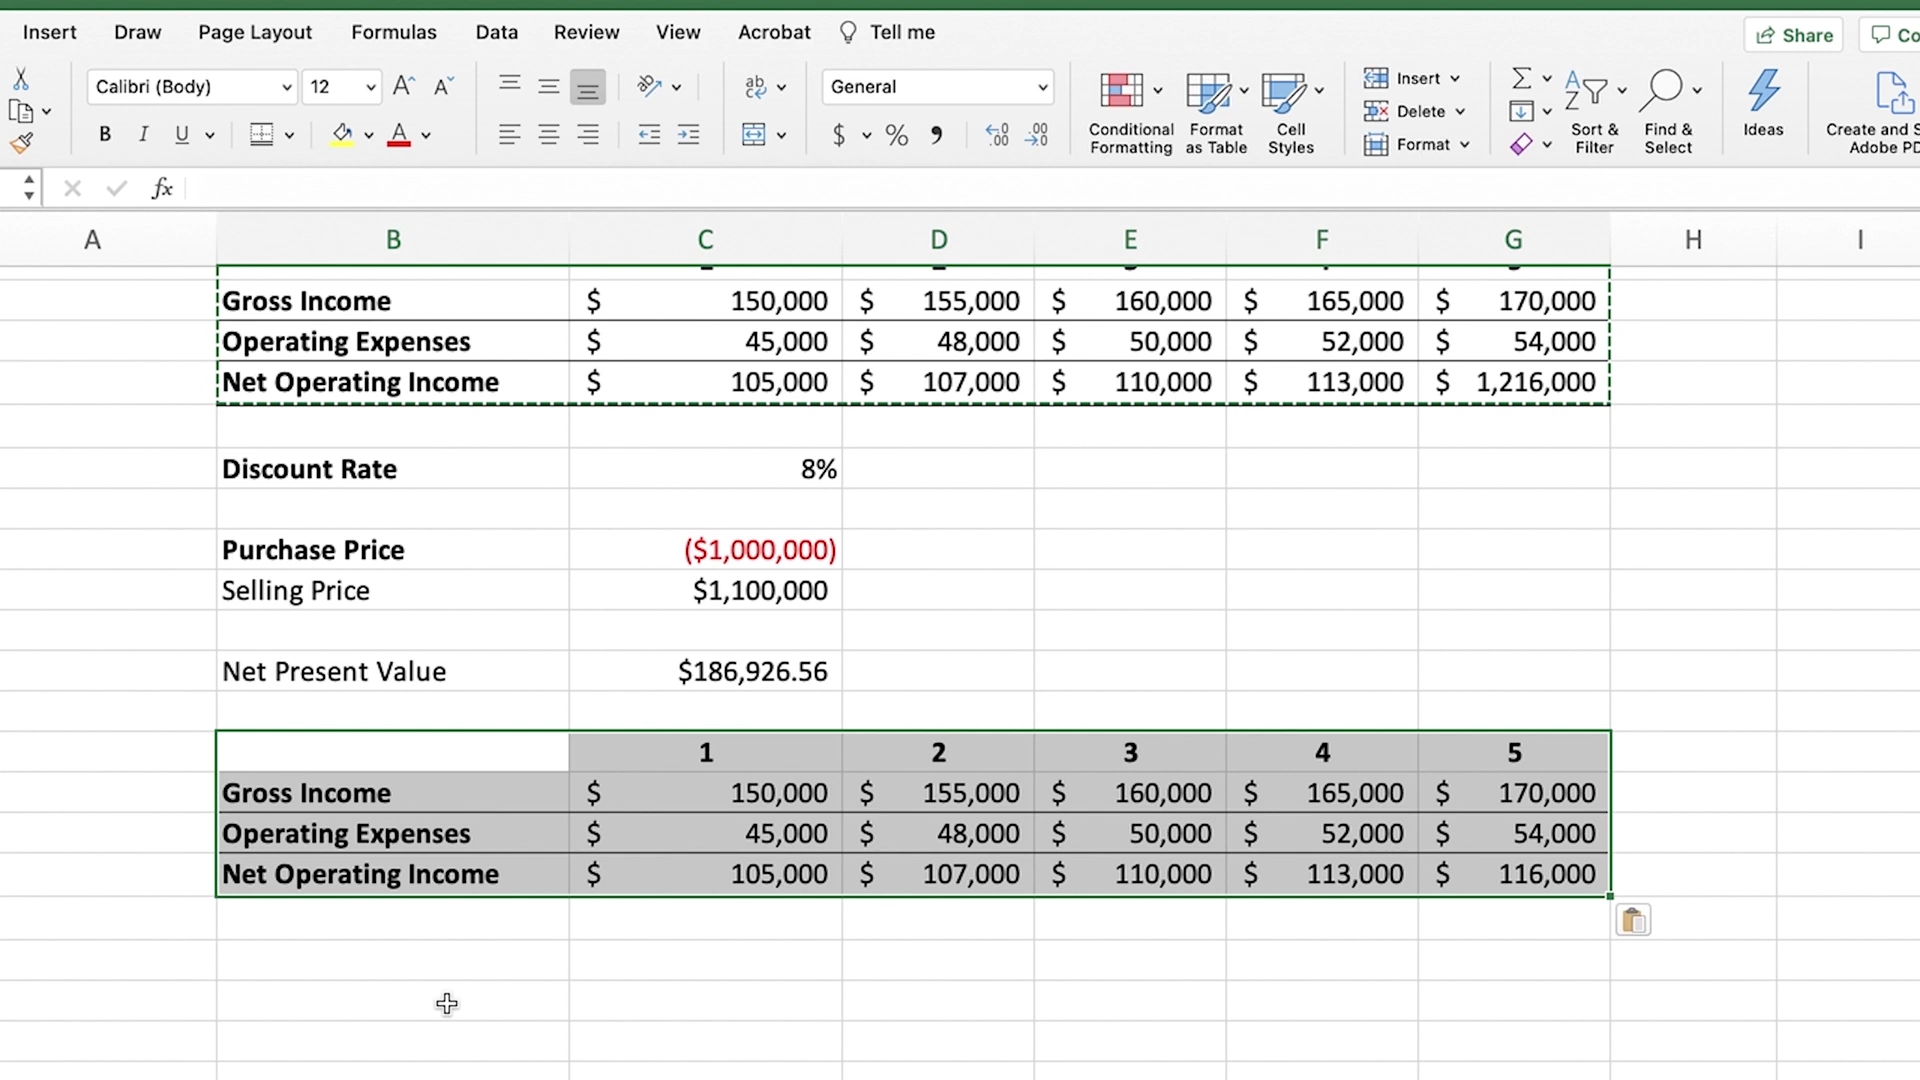 Insert Draw Page Layout Formulas Data Review View Acrobat Tell me Share
Calibri (Body) 12 General Insert
Delete
Format
B I U $ % Conditional Formatting Format as Table Cell Styles Sort & Filter Find & Select Ideas Create and
Adobe
fx
A B C D E F G H I
Gross Income $ 150,000 $ 155,000 $ 160,000 $ 165,000 $ 170,000
Operating Expenses $ 45,000 $ 48,000 $ 50,000 $ 52,000 $ 54,000
Net Operating Income $ 105,000 $ 107,000 $ 110,000 $ 113,000 $ 1,216,000
Discount Rate 8%
Purchase Price ($1,000,000)
Selling Price $1,100,000
Net Present Value $186,926.56
1 2 3 4 5
Gross Income $ 150,000 $ 155,000 $ 160,000 $ 165,000 $ 170,000
Operating Expenses $ 45,000 $ 48,000 $ 50,000 $ 52,000 $ 54,000
Net Operating Income $ 105,000 $ 107,000 $ 110,000 $ 113,000 $ 116,000